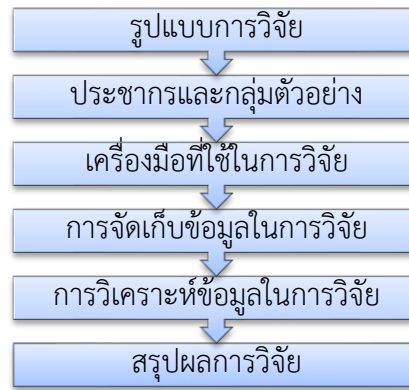 รูปแบบการวิจัย
ประชากรและกลุ่มตัวอย่าง
เครื่องมือที่ใช้ในการวิจัย
การจัดเก็บข้อมูลในการวิจัย
การวิเคราะห์ข้อมูลในการวิจัย
สรุปผลการวิจัย